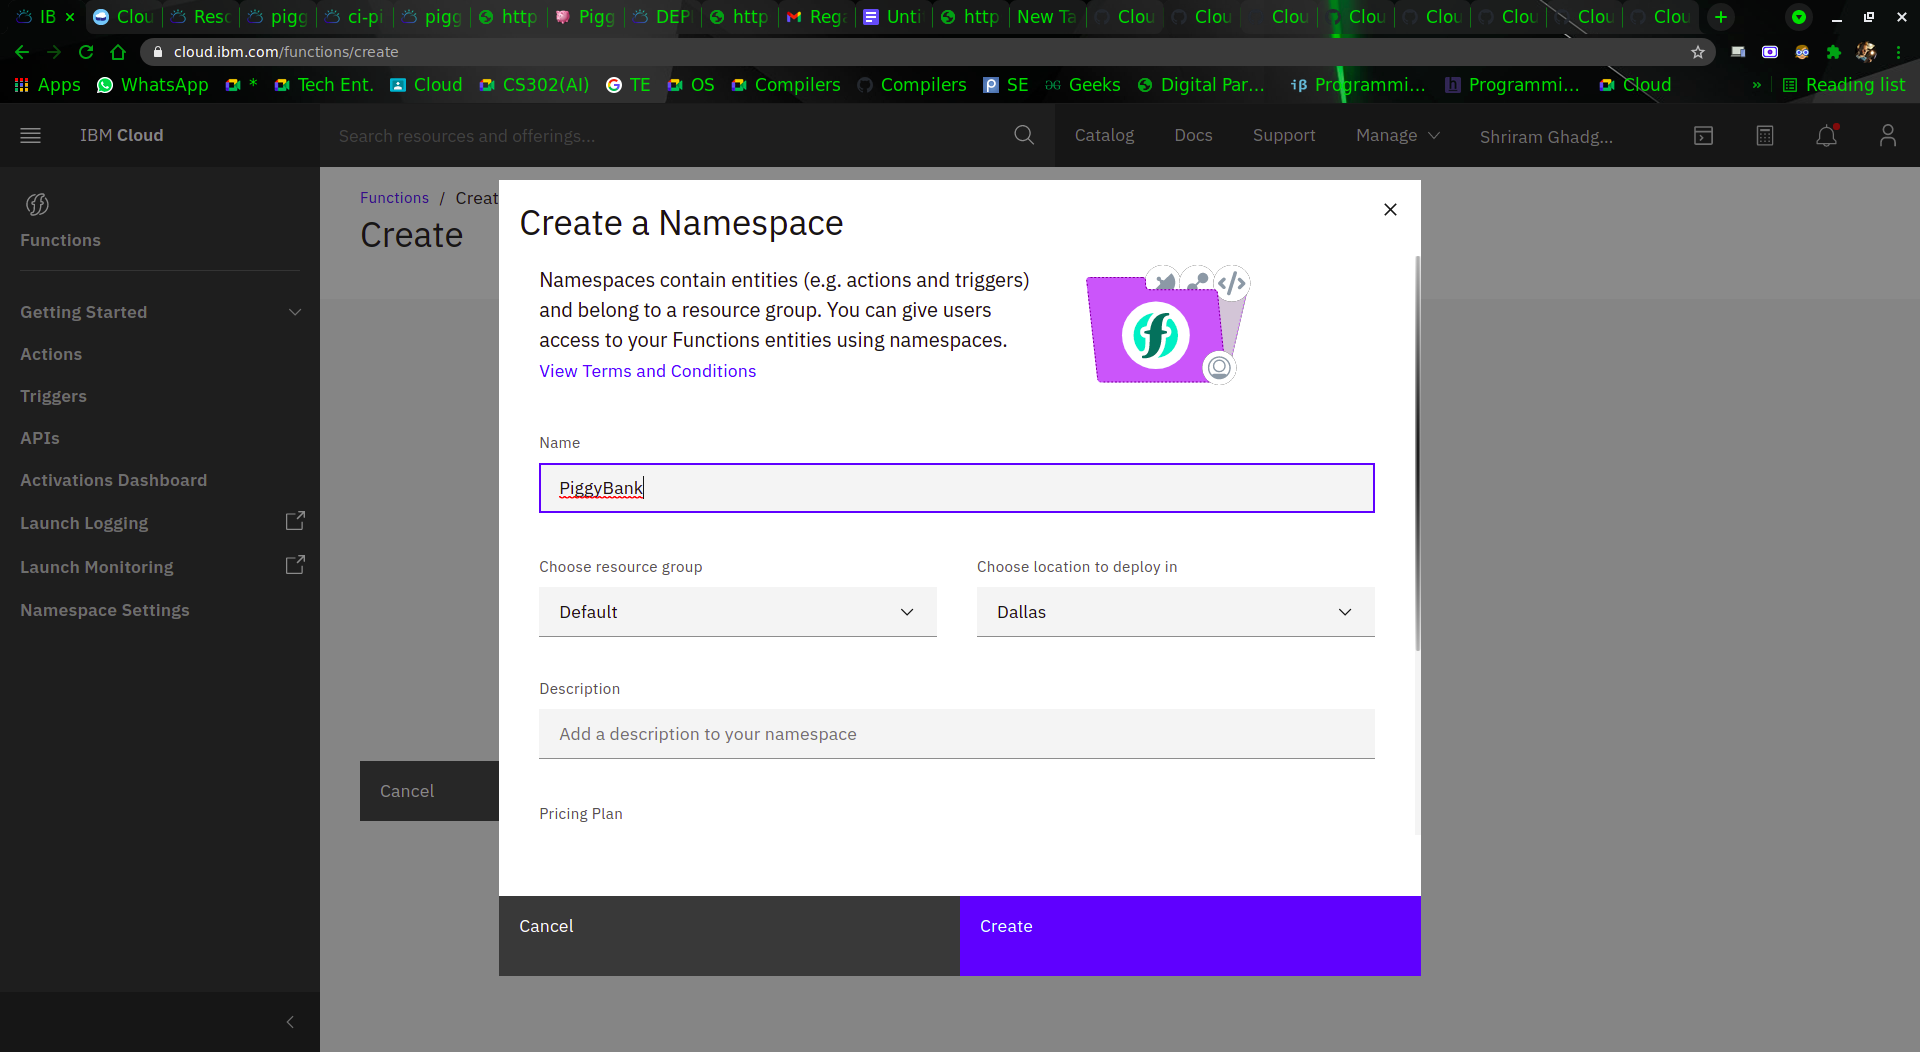 IB
Clou
Reso
pigg
ci-pi
pigg
http
Pigg
DEPL
http
Rega
Unti
http
New Ta
Clou
Clou
Clou
Clou
Clou
Clou
Clou
Clou
cloud.ibm.com/functions/create
Apps
WhatsApp
*
Tech Ent.
Cloud
CS302(AI)
TE
OS
Compilers
Compilers
SE
Geeks
Digital Par...
Programmi...
Programmi...
Cloud
»
Reading list
IBM Cloud
Search resources and offerings...
Catalog
Docs
Support
Manage
Shriram Ghadg...
Functions
Getting Started
Actions
Triggers
APIs
Activations Dashboard
Launch Logging
Launch Monitoring
Namespace Settings
Functions / Creat
Create
Cancel
Create a Namespace
Namespaces contain entities (e.g. actions and triggers)
and belong to a resource group. You can give users
access to your Functions entities using namespaces.
View Terms and Conditions
Name
PiggyBank
Choose resource group
Default
Choose location to deploy in
Dallas
Description
Add a description to your namespace
Pricing Plan
Cancel
Create